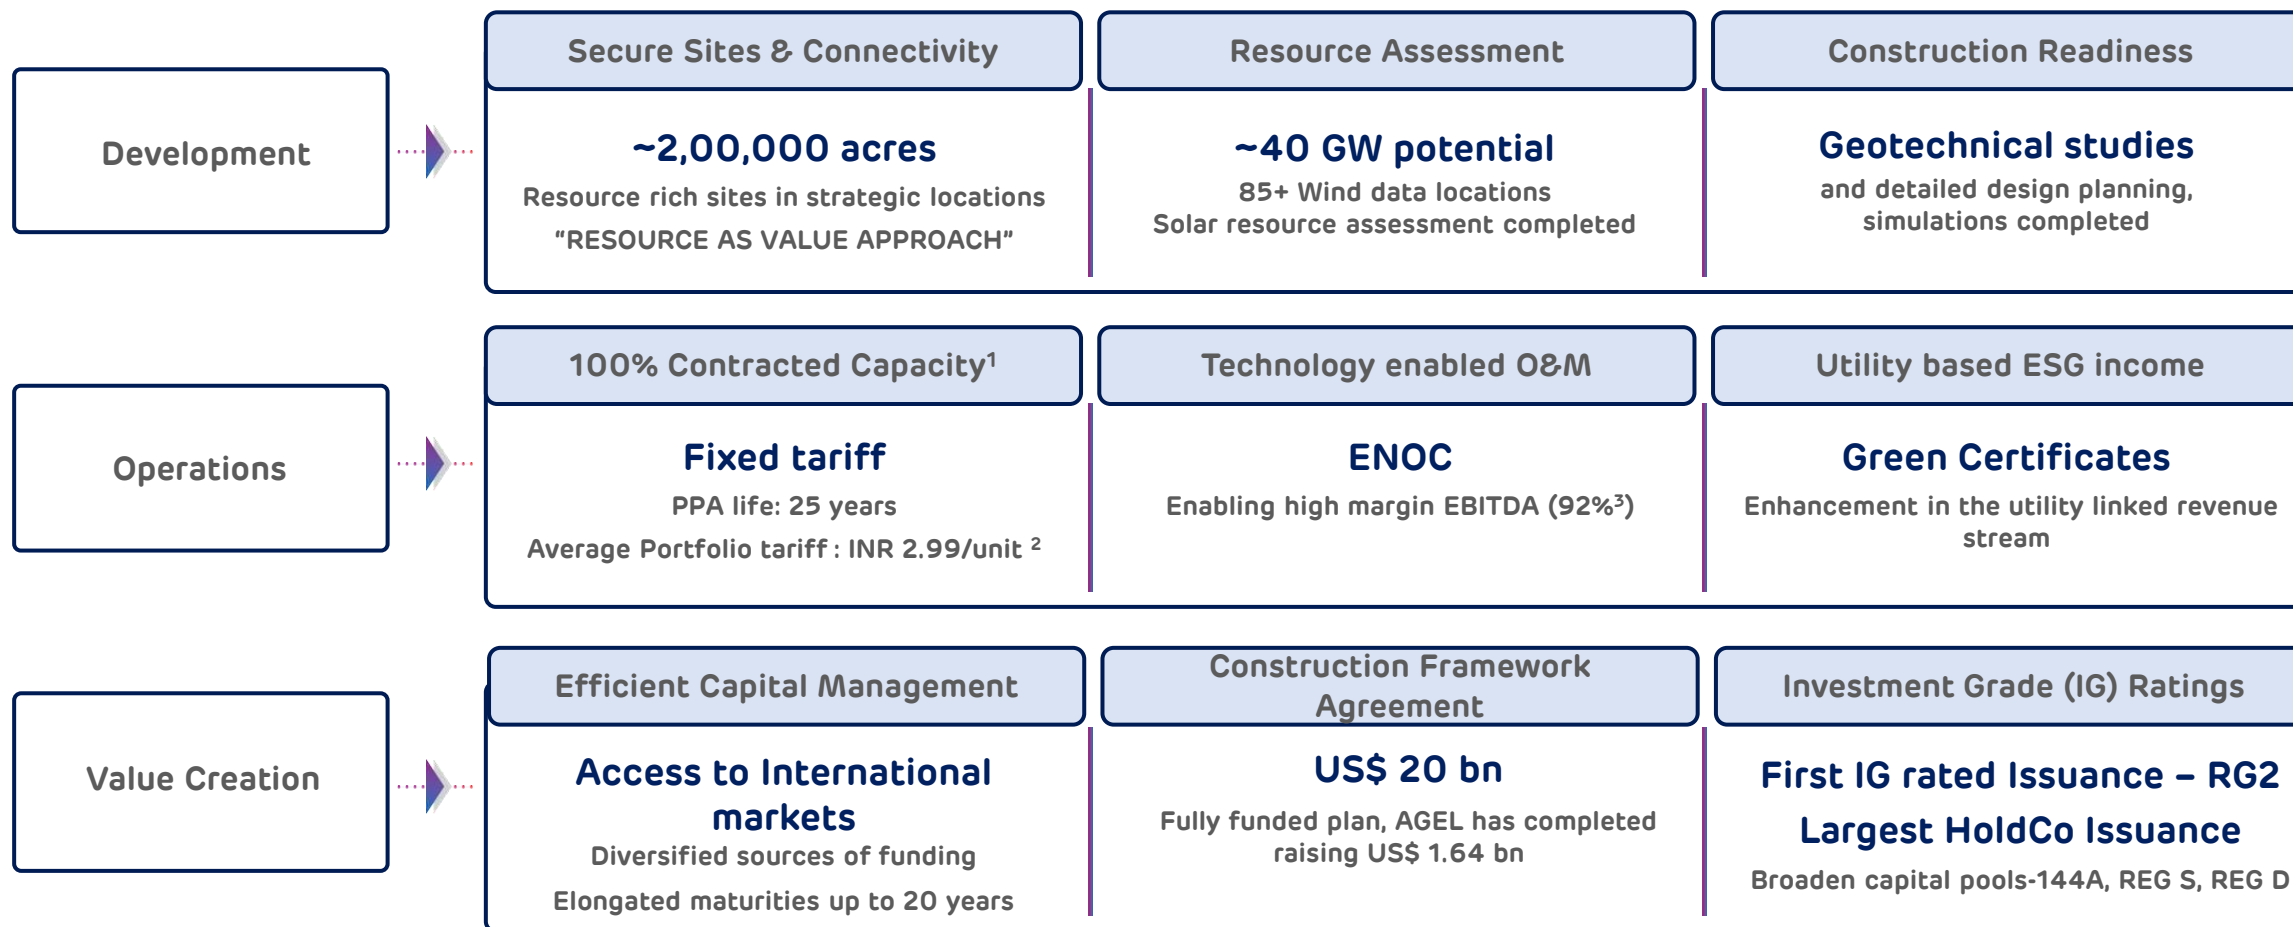 Development
Secure Sites & Connectivity
~2,00,000 acres
Resource rich sites in strategic locations
“RESOURCE AS VALUE APPROACH”
Resource Assessment
~40 GW potential
85+ Wind data locations
Solar resource assessment completed
Construction Readiness
Geotechnical studies
and detailed design planning,
simulations completed
Operations
100% Contracted Capacity¹
Fixed tariff
PPA life: 25 years
Average Portfolio tariff : INR 2.99/unit ²
Technology enabled O&M
ENOC
Enabling high margin EBITDA (92%³)
Utility based ESG income
Green Certificates
Enhancement in the utility linked revenue
stream
Value Creation
Efficient Capital Management
Access to International
markets
Diversified sources of funding
Elongated maturities up to 20 years
Construction Framework
Agreement
US$ 20 bn
Fully funded plan, AGEL has completed
raising US$ 1.64 bn
Investment Grade (IG) Ratings
First IG rated Issuance – RG2
Largest HoldCo Issuance
Broaden capital pools-144A, REG S, REG D